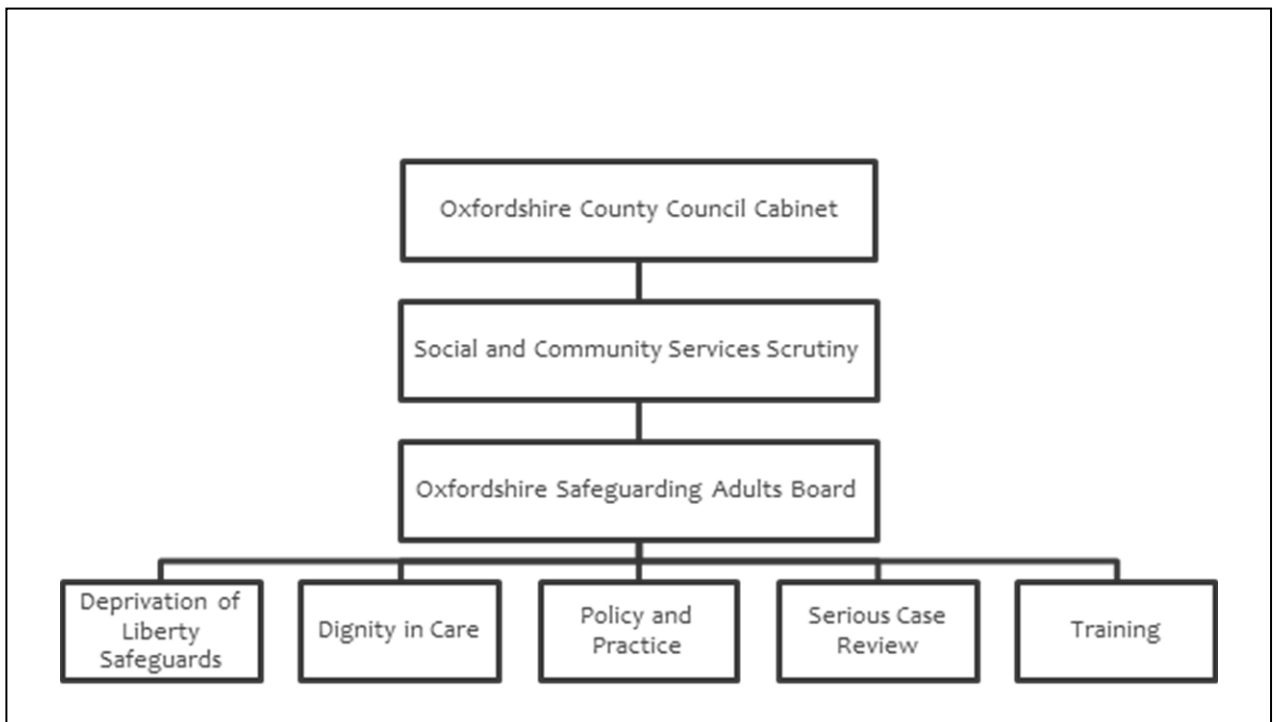 Oxfordshire County Council Cabinet
Social and Community Services Scrutiny
Oxfordshire Safeguarding Adults Board
Deprivation of
Liberty
Safeguards
Dignity in Care
Policy and
Practice
Serious Case
Review
Training